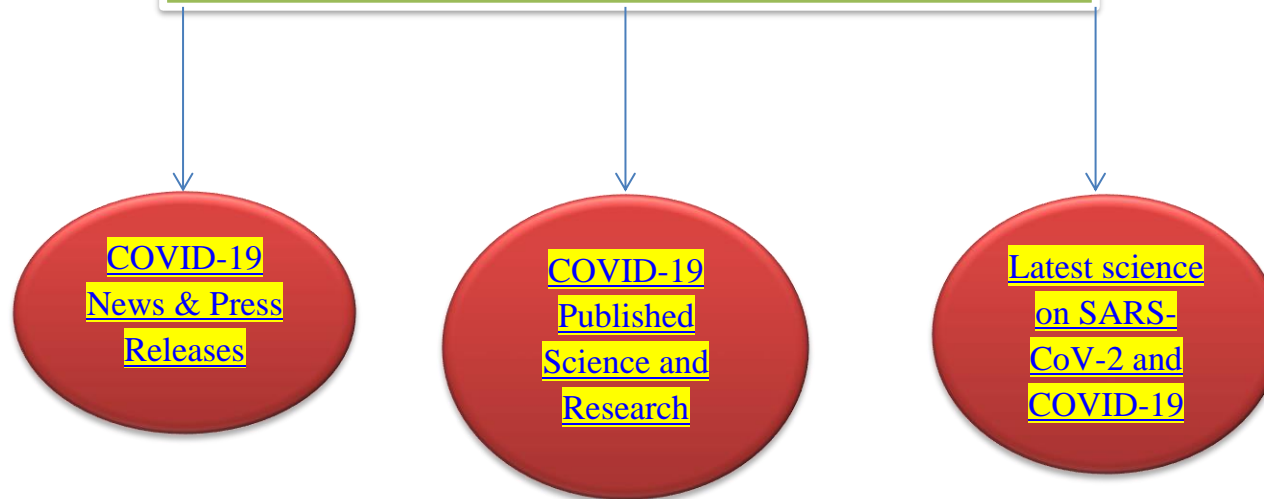 COVID-19
News & Press
Releases
COVID-19
Published
Science and
Research
Latest science
on SARS-
CoV-2 and
COVID-19